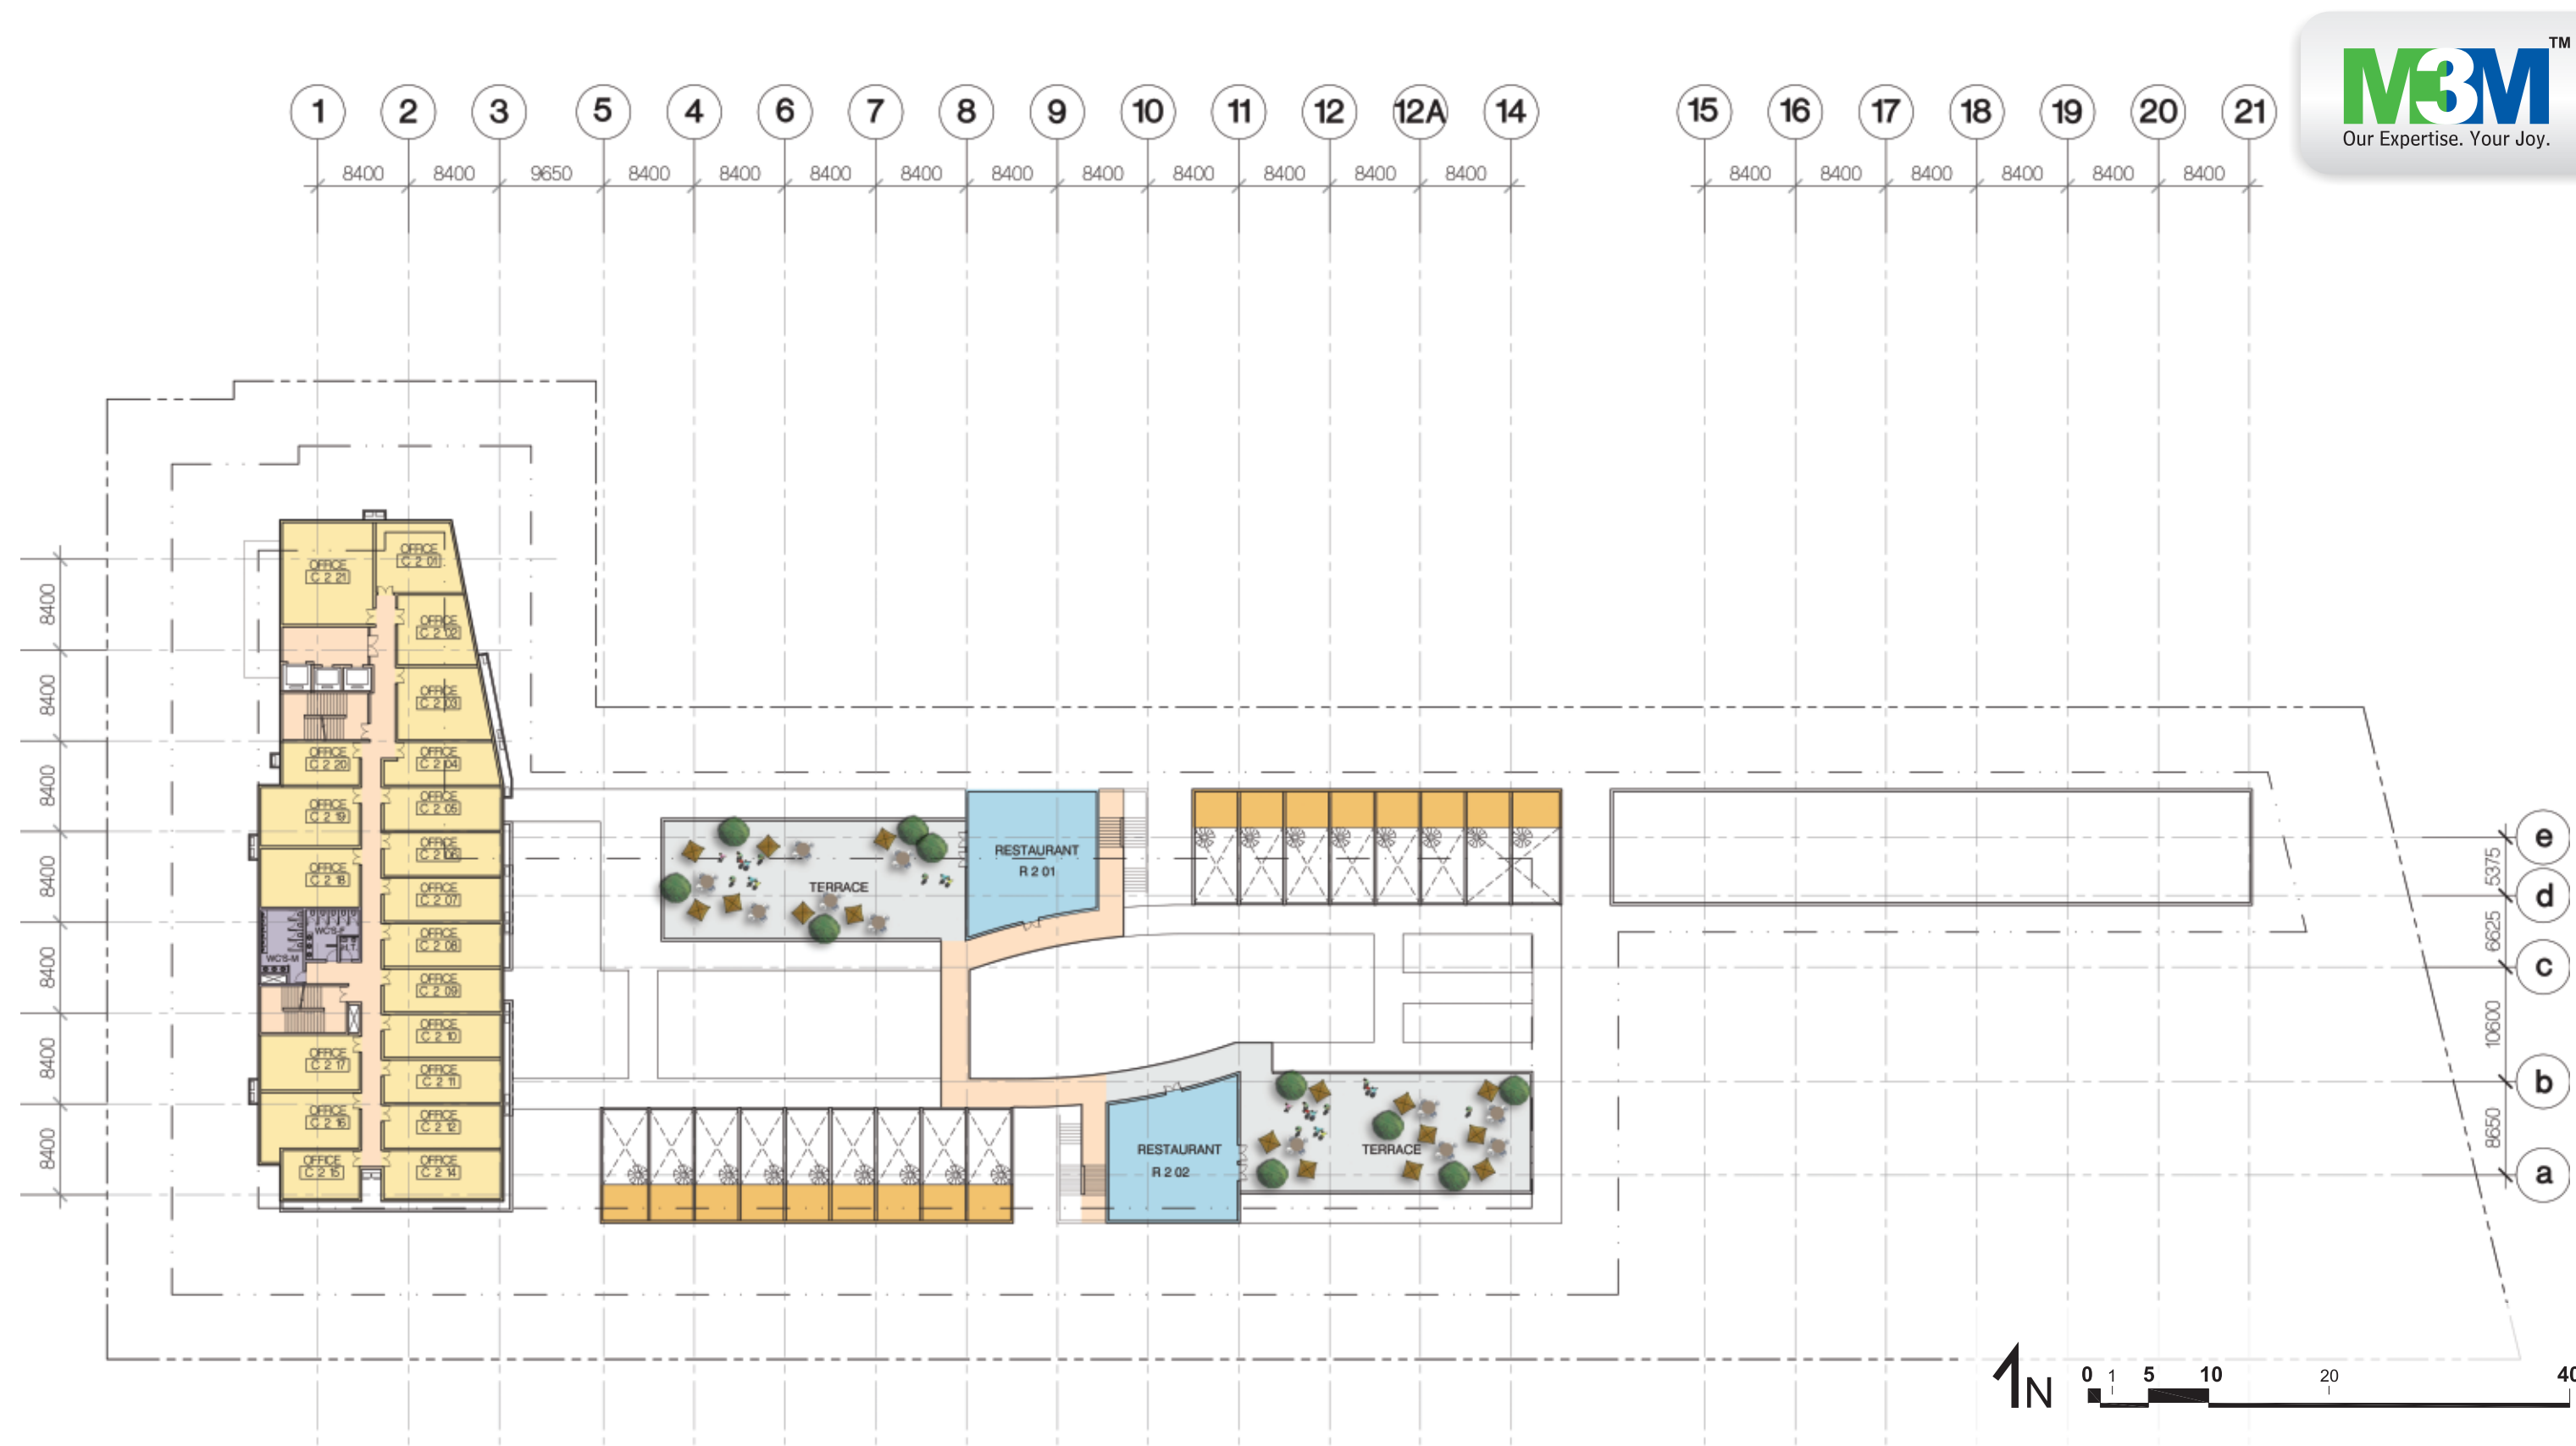 M3M™
Our Expertise. Your Joy.
1 2 3 5 4 6 7 8 9 10 11 12 12A 14 15 16 17 18 19 20 21
8400 8400 9650 8400 8400 8400 8400 8400 8400 8400 8400 8400 8400 8400 8400 8400 8400 8400 8400
8400
8400
8400
8400
8400
8400
8400
OFFICE
C 2 01
OFFICE
C 2 21
OFFICE
C 2 02
OFFICE
C 2 03
OFFICE
C 2 20
OFFICE
C 2 04
OFFICE
C 2 05
OFFICE
C 2 19
OFFICE
C 2 06
OFFICE
C 2 18
OFFICE
C 2 07
WC'S-F
H.T.
WC'S-M
OFFICE
C 2 08
OFFICE
C 2 09
OFFICE
C 2 10
OFFICE
C 2 17
OFFICE
C 2 11
OFFICE
C 2 16
OFFICE
C 2 12
OFFICE
C 2 15
OFFICE
C 2 14
TERRACE
RESTAURANT
R 2 01
RESTAURANT
R 2 02
TERRACE
e
5375
d
6625
c
10600
b
8650
a
N
0 1 5 10 20 40